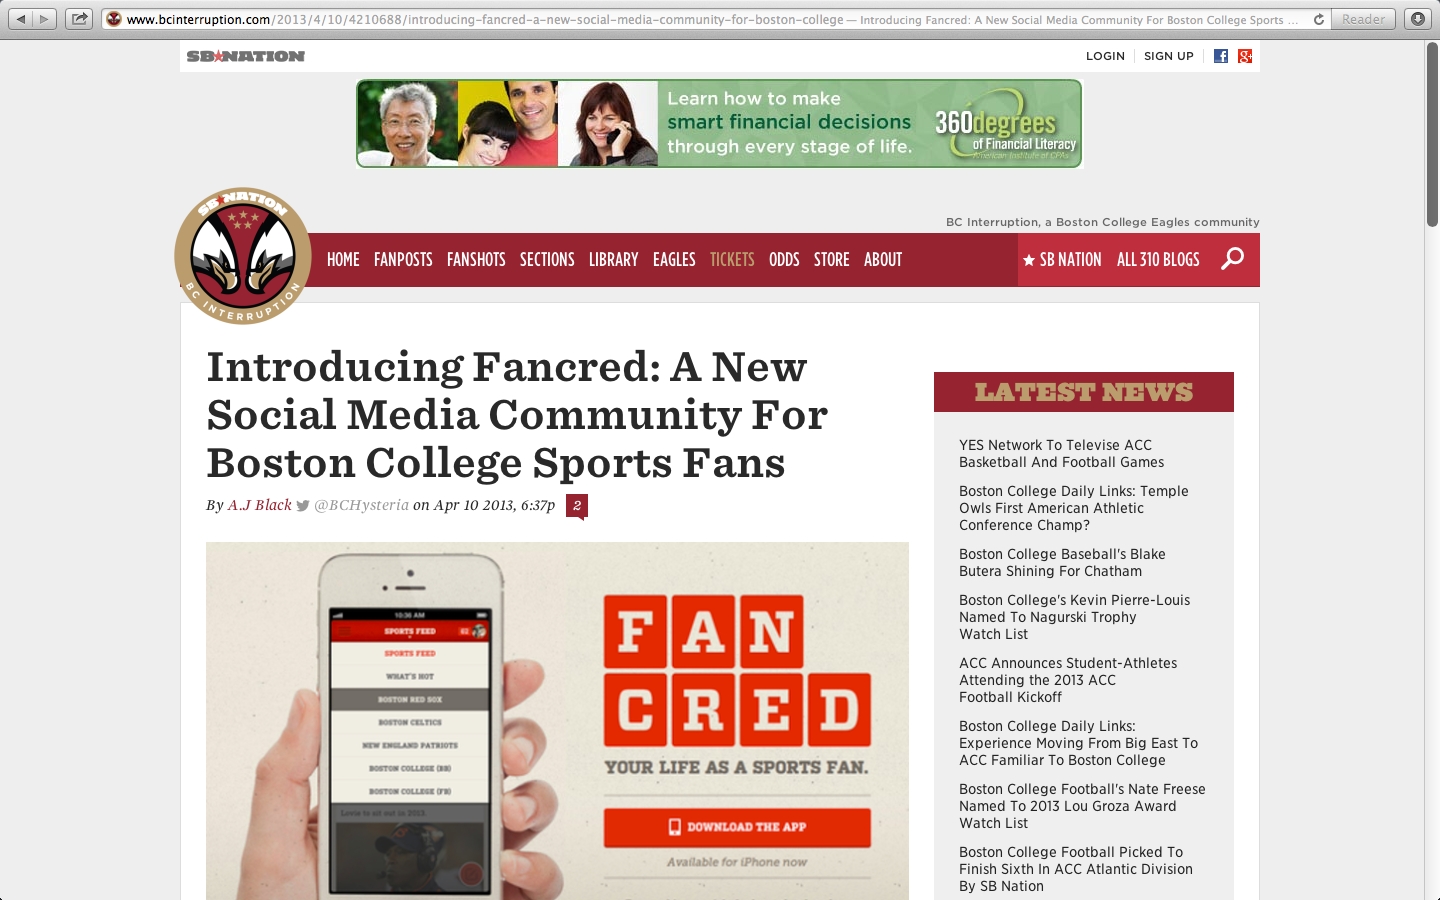 www.bcinterruption.com/2013/4/10/4210688/introducing-fancred-a-new-social-media-community-for-boston-college — Introducing Fancred: A New Social Media Community For Boston College Sports ...
Reader
SB NATION
LOGIN
SIGN UP
Learn how to make
smart financial decisions
through every stage of life.
360degrees
of Financial Literacy
American Institute of CPAs
SB NATION
BC INTERRUPTION
BC Interruption, a Boston College Eagles community
HOME FANPOSTS FANSHOTS SECTIONS LIBRARY EAGLES TICKETS ODDS STORE ABOUT
SB NATION ALL 310 BLOGS
Introducing Fancred: A New
Social Media Community For
Boston College Sports Fans
By A.J Black @BCHysteria on Apr 10 2013, 6:37p 2
10:36 AM
SPORTS FEED
SPORTS FEED
WHAT'S HOT
BOSTON RED SOX
BOSTON CELTICS
NEW ENGLAND PATRIOTS
BOSTON COLLEGE (BB)
BOSTON COLLEGE (FB)
to sit out in 2013.
FAN
CRED
YOUR LIFE AS A SPORTS FAN.
DOWNLOAD THE APP
Available for iPhone now
LATEST NEWS
YES Network To Televise ACC
Basketball And Football Games
Boston College Daily Links: Temple
Owls First American Athletic
Conference Champ?
Boston College Baseball's Blake
Butera Shining For Chatham
Boston College's Kevin Pierre-Louis
Named To Nagurski Trophy
Watch List
ACC Announces Student-Athletes
Attending the 2013 ACC
Football Kickoff
Boston College Daily Links:
Experience Moving From Big East To
ACC Familiar To Boston College
Boston College Football's Nate Freese
Named To 2013 Lou Groza Award
Watch List
Boston College Football Picked To
Finish Sixth In ACC Atlantic Division
By SB Nation